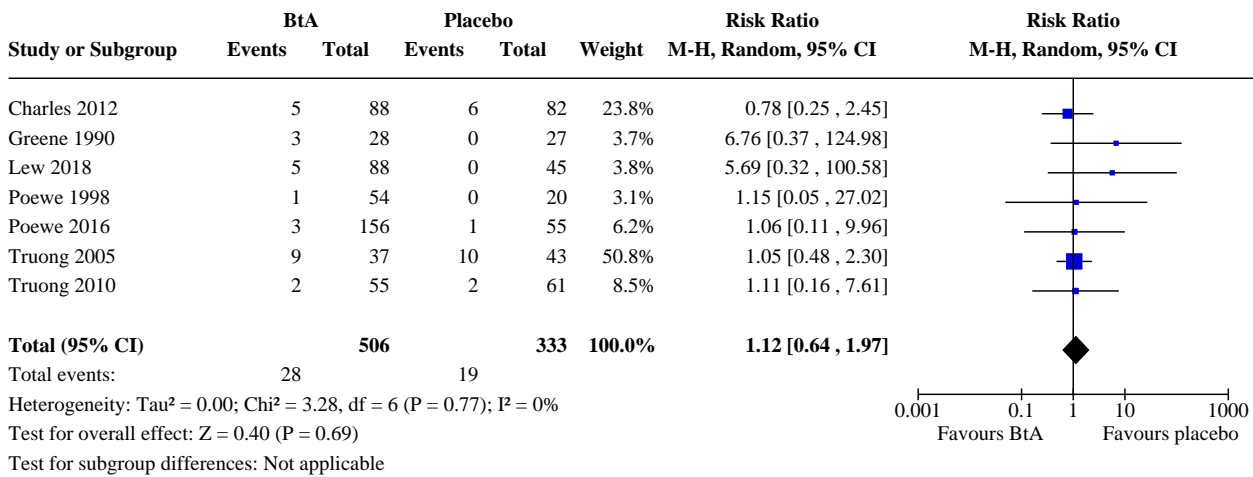 BtA Placebo Risk Ratio Risk Ratio
Study or Subgroup Events Total Events Total Weight M-H, Random, 95% CI M-H, Random, 95% CI
Charles 2012 5 88 6 82 23.8% 0.78 [0.25 , 2.45]
Greene 1990 3 28 0 27 3.7% 6.76 [0.37 , 124.98]
Lew 2018 5 88 0 45 3.8% 5.69 [0.32 , 100.58]
Poewe 1998 1 54 0 20 3.1% 1.15 [0.05 , 27.02]
Poewe 2016 3 156 1 55 6.2% 1.06 [0.11 , 9.96]
Truong 2005 9 37 10 43 50.8% 1.05 [0.48 , 2.30]
Truong 2010 2 55 2 61 8.5% 1.11 [0.16 , 7.61]
Total (95% CI) 506 333 100.0% 1.12 [0.64 , 1.97]
Total events: 28 19
Heterogeneity: Tau² = 0.00; Chi² = 3.28, df = 6 (P = 0.77); I² = 0%
Test for overall effect: Z = 0.40 (P = 0.69)
Test for subgroup differences: Not applicable
0.001 0.1 1 10 1000
Favours BtA Favours placebo